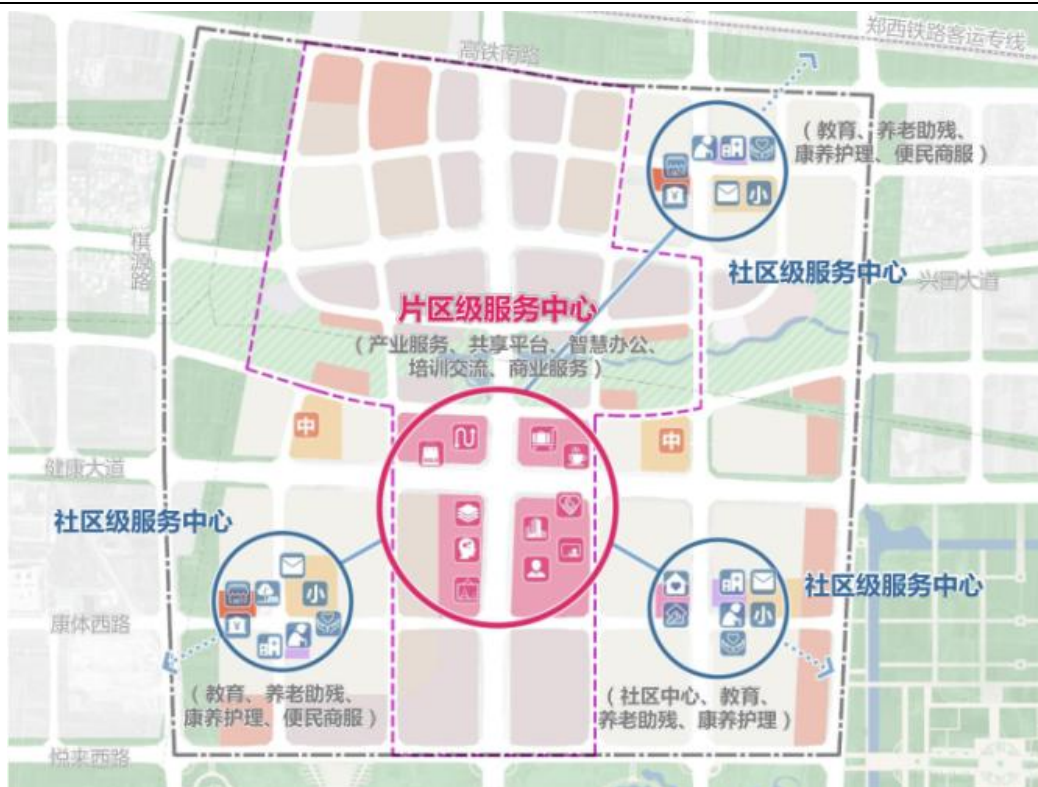 郑西铁路客运专线
高铁南路
（教育、养老助残、
康养护理、便民商服）
小
社区级服务中心
棋源路
兴国大道
片区级服务中心
（产业服务、共享平台、智慧办公、
培训交流、商业服务）
中
中
健康大道
社区级服务中心
小
社区级服务中心
小
康体西路
（教育、养老助残、
康养护理、便民商服）
（社区中心、教育、
养老助残、康养护理）
悦来西路